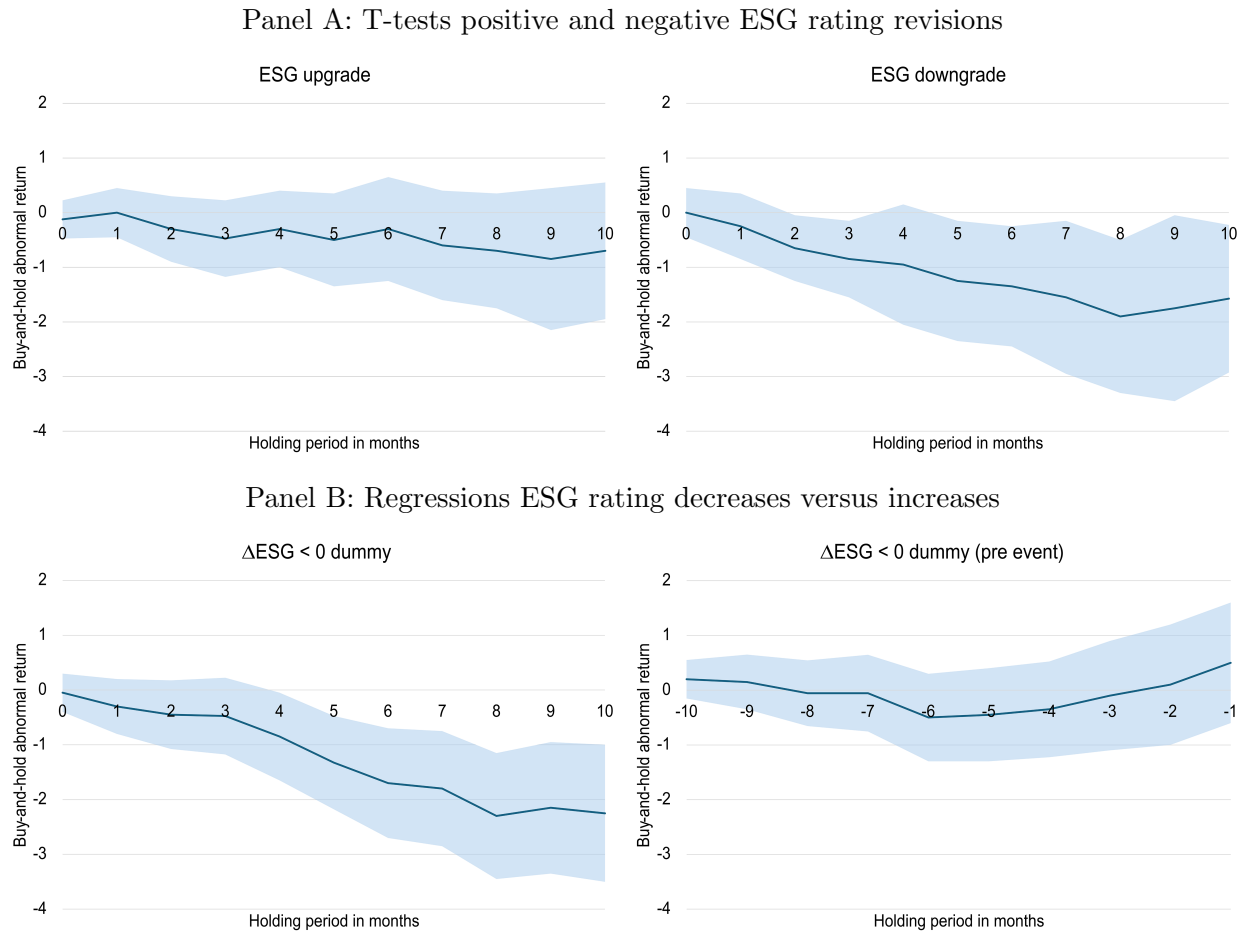 Panel A: T-tests positive and negative ESG rating revisions
ESG upgrade
2
1
0
-1
-2
-3
-4
Buy-and-hold abnormal return
0 1 2 3 4 5 6 7 8 9 10
Holding period in months
ESG downgrade
2
1
0
-1
-2
-3
-4
Buy-and-hold abnormal return
0 1 2 3 4 5 6 7 8 9 10
Holding period in months
Panel B: Regressions ESG rating decreases versus increases
ΔESG < 0 dummy
2
1
0
-1
-2
-3
-4
Buy-and-hold abnormal return
0 1 2 3 4 5 6 7 8 9 10
Holding period in months
ΔESG < 0 dummy (pre event)
2
1
0
-1
-2
-3
-4
Buy-and-hold abnormal return
-10 -9 -8 -7 -6 -5 -4 -3 -2 -1
Holding period in months